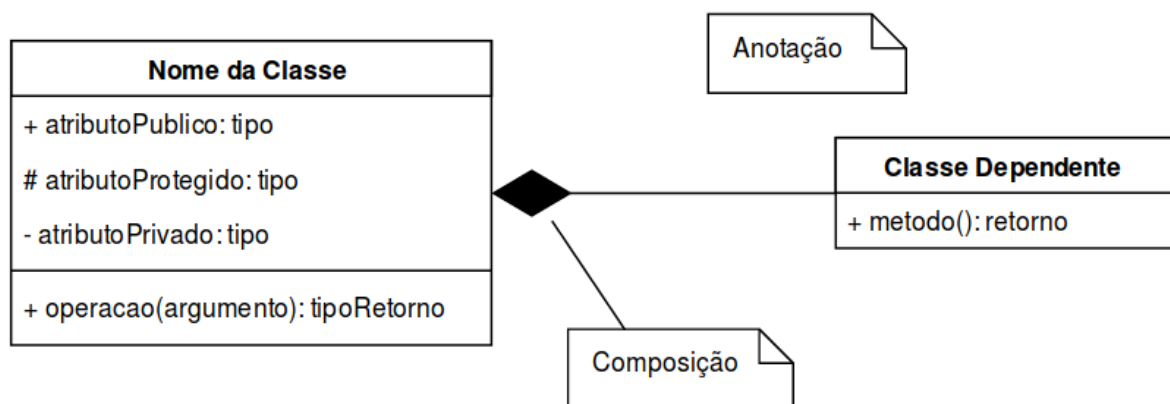 Anotação
Nome da Classe
+ atributoPublico: tipo
# atributoProtegido: tipo
- atributoPrivado: tipo
+ operacao(argumento): tipoRetorno
Classe Dependente
+ metodo(): retorno
Composição